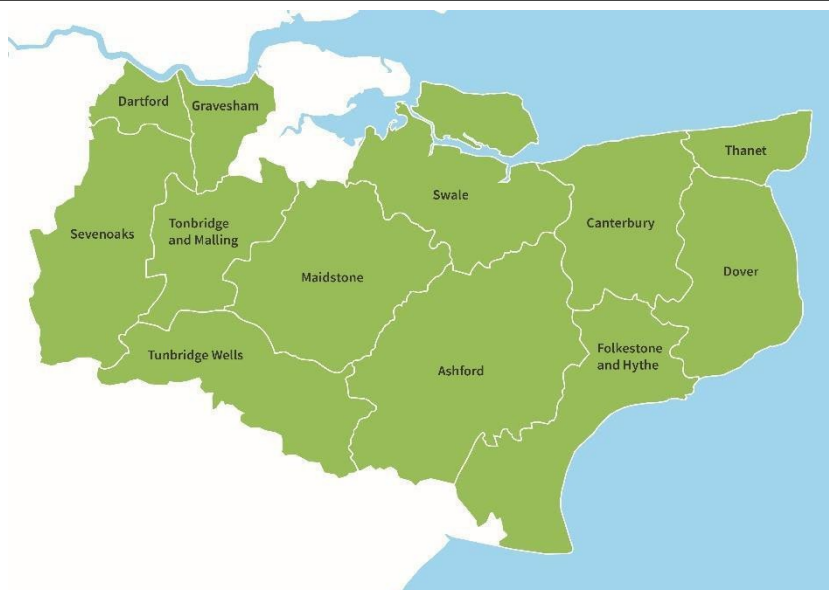 Dartford
Gravesham
Thanet
Swale
Sevenoaks
Tonbridge
and Malling
Canterbury
Maidstone
Dover
Tunbridge Wells
Ashford
Folkestone
and Hythe